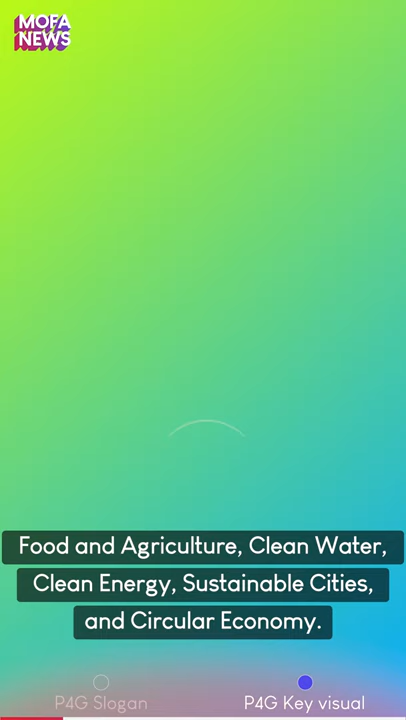 MOFA
NEWS
Food and Agriculture, Clean Water,
Clean Energy, Sustainable Cities,
and Circular Economy.
P4G Slogan
P4G Key visual